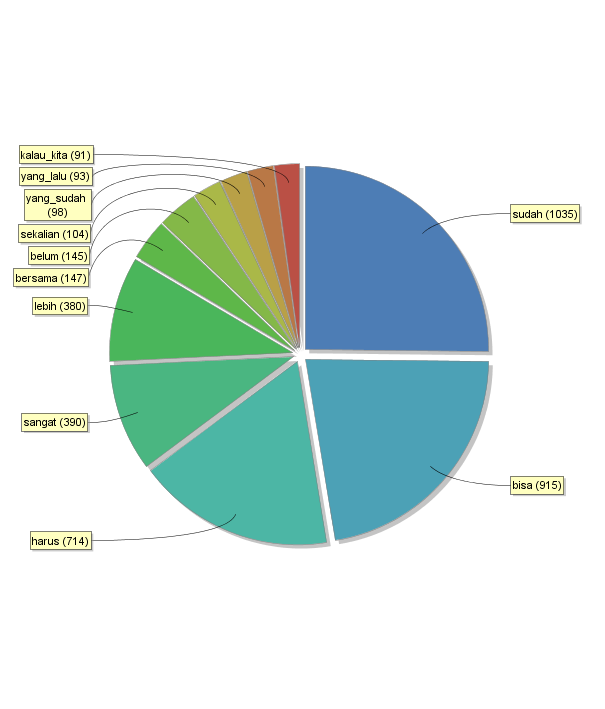 kalau_kita (91)
yang_lalu (93)
yang_sudah
(98)
sekalian (104)
belum (145)
bersama (147)
lebih (380)
sangat (390)
harus (714)
sudah (1035)
bisa (915)